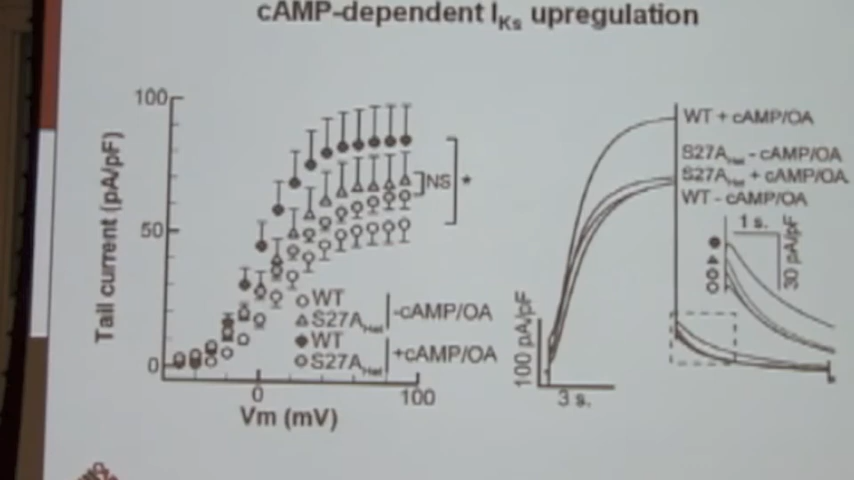 cAMP-dependent IKs upregulation
100
50
0
Tail current (pA/pF)
0
100
Vm (mV)
NS
*
WT
S27AHet
-cAMP/OA
WT
S27AHet
+cAMP/OA
WT + cAMP/OA
S27AHet - cAMP/OA
S27AHet + cAMP/OA
WT - cAMP/OA
1 s.
30 pA/pF
100 pA/pF
3 s.